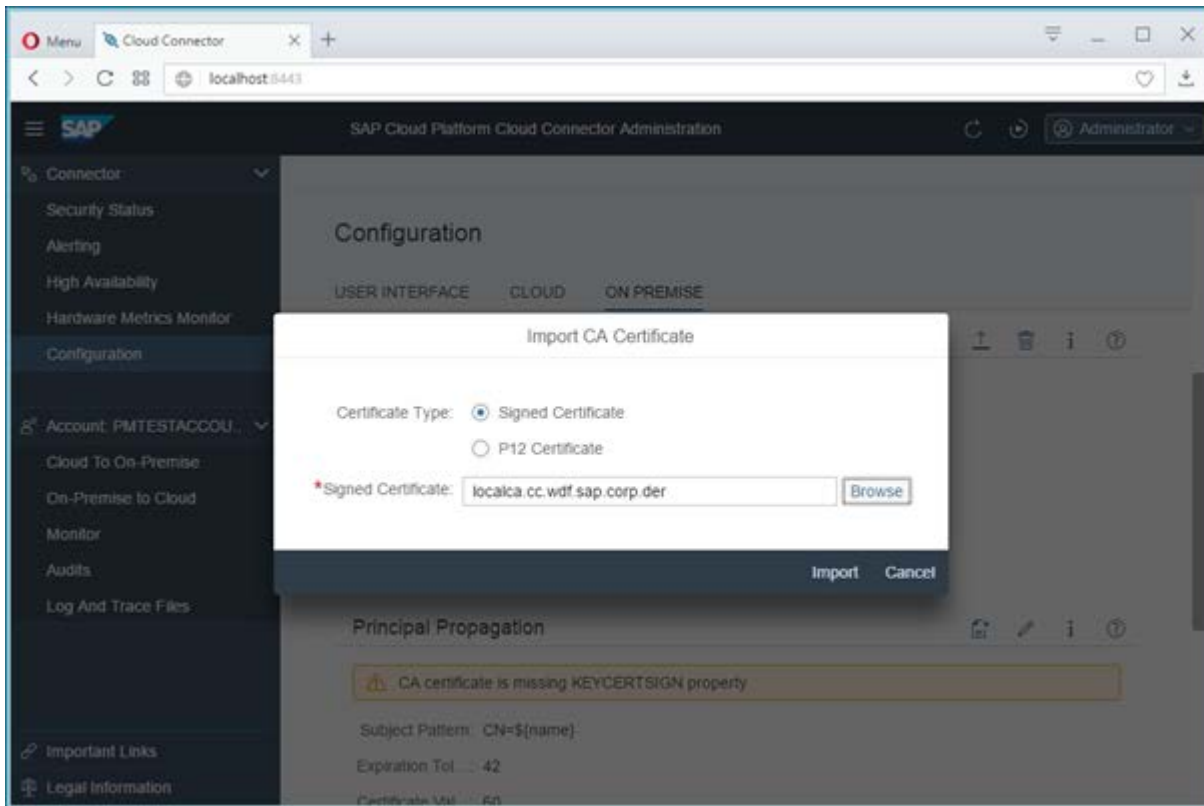 Menu
Cloud Connector
localhost:8443
SAP
SAP Cloud Platform Cloud Connector Administration
Administrator
Connector
Security Status
Alerting
High Availability
Hardware Metrics Monitor
Configuration
Account: PMTESTACCOU...
Cloud To On-Premise
On-Premise to Cloud
Monitor
Audits
Log And Trace Files
Important Links
Legal Information
Configuration
USER INTERFACE CLOUD ON PREMISE
Import CA Certificate
Certificate Type: Signed Certificate
P12 Certificate
*Signed Certificate: localca.cc.wdf.sap.corp.der Browse
Import Cancel
Principal Propagation
CA certificate is missing KEYCERTSIGN property
Subject Pattern: CN=${name}
Expiration Tol...: 42
Certificate Val...: 60